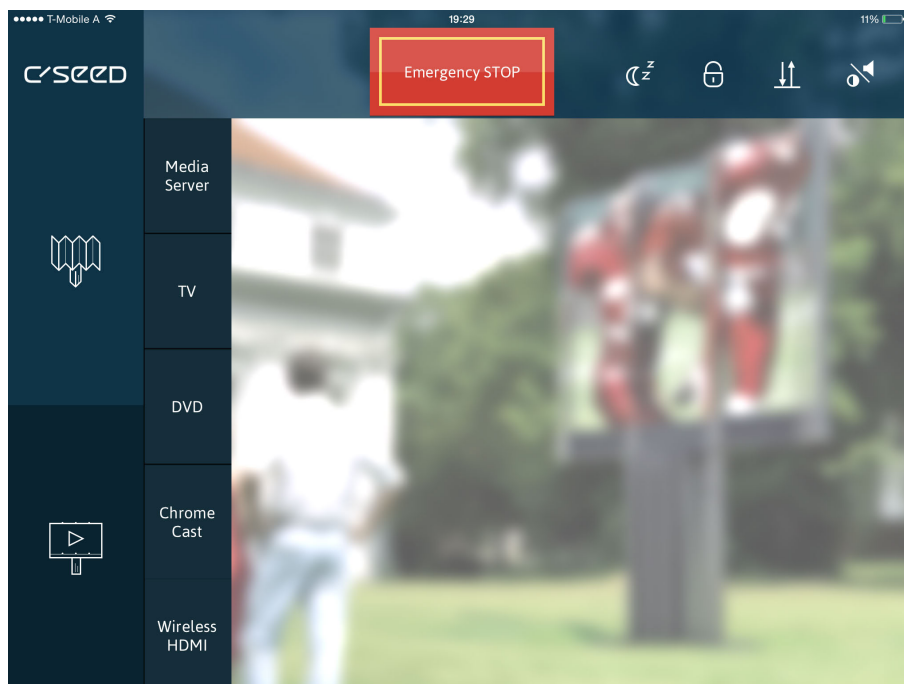 T-Mobile A
19:29
11%
C/SEED
Emergency STOP
z
z
Media
Server
TV
DVD
Chrome
Cast
Wireless
HDMI